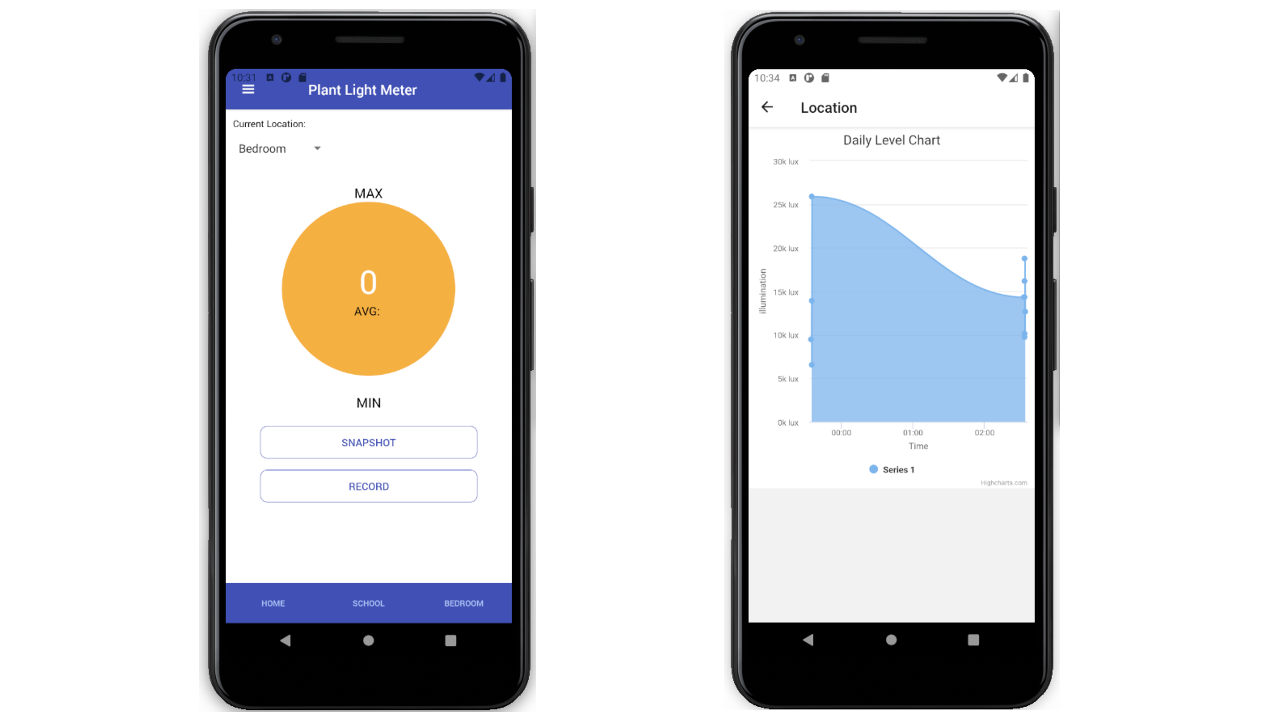 10:31
Plant Light Meter
Current Location:
Bedroom
MAX
0
AVG:
MIN
SNAPSHOT
RECORD
HOME SCHOOL BEDROOM
10:34
Location
Daily Level Chart
30k lux
25k lux
20k lux
15k lux
10k lux
5k lux
0k lux
illumination
00:00 01:00 02:00
Time
Series 1
Highcharts.com